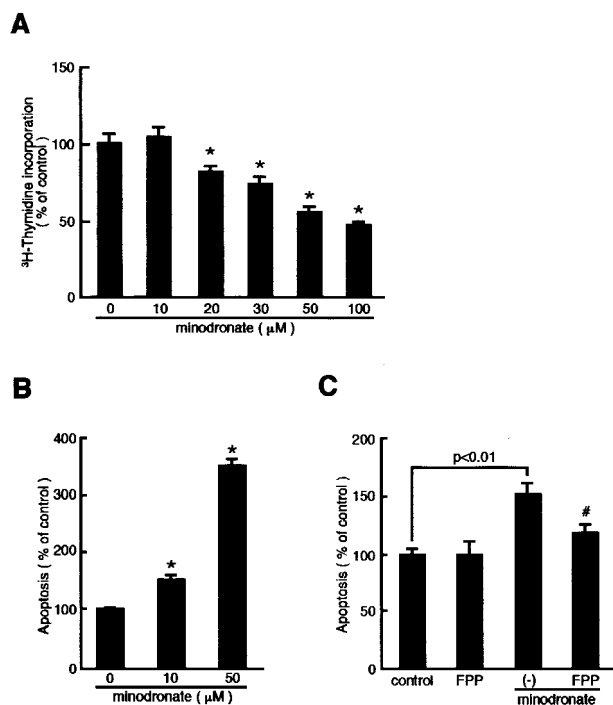 A
³H-Thymidine incorporation
( % of control )
150
100
50
0
*
*
*
*
0 10 20 30 50 100
minodronate ( μM )
B
Apoptosis ( % of control )
400
300
200
100
0
*
*
0 10 50
minodronate ( μM )
C
Apoptosis ( % of control )
200
150
100
50
0
p<0.01
#
control FPP (-) FPP
minodronate